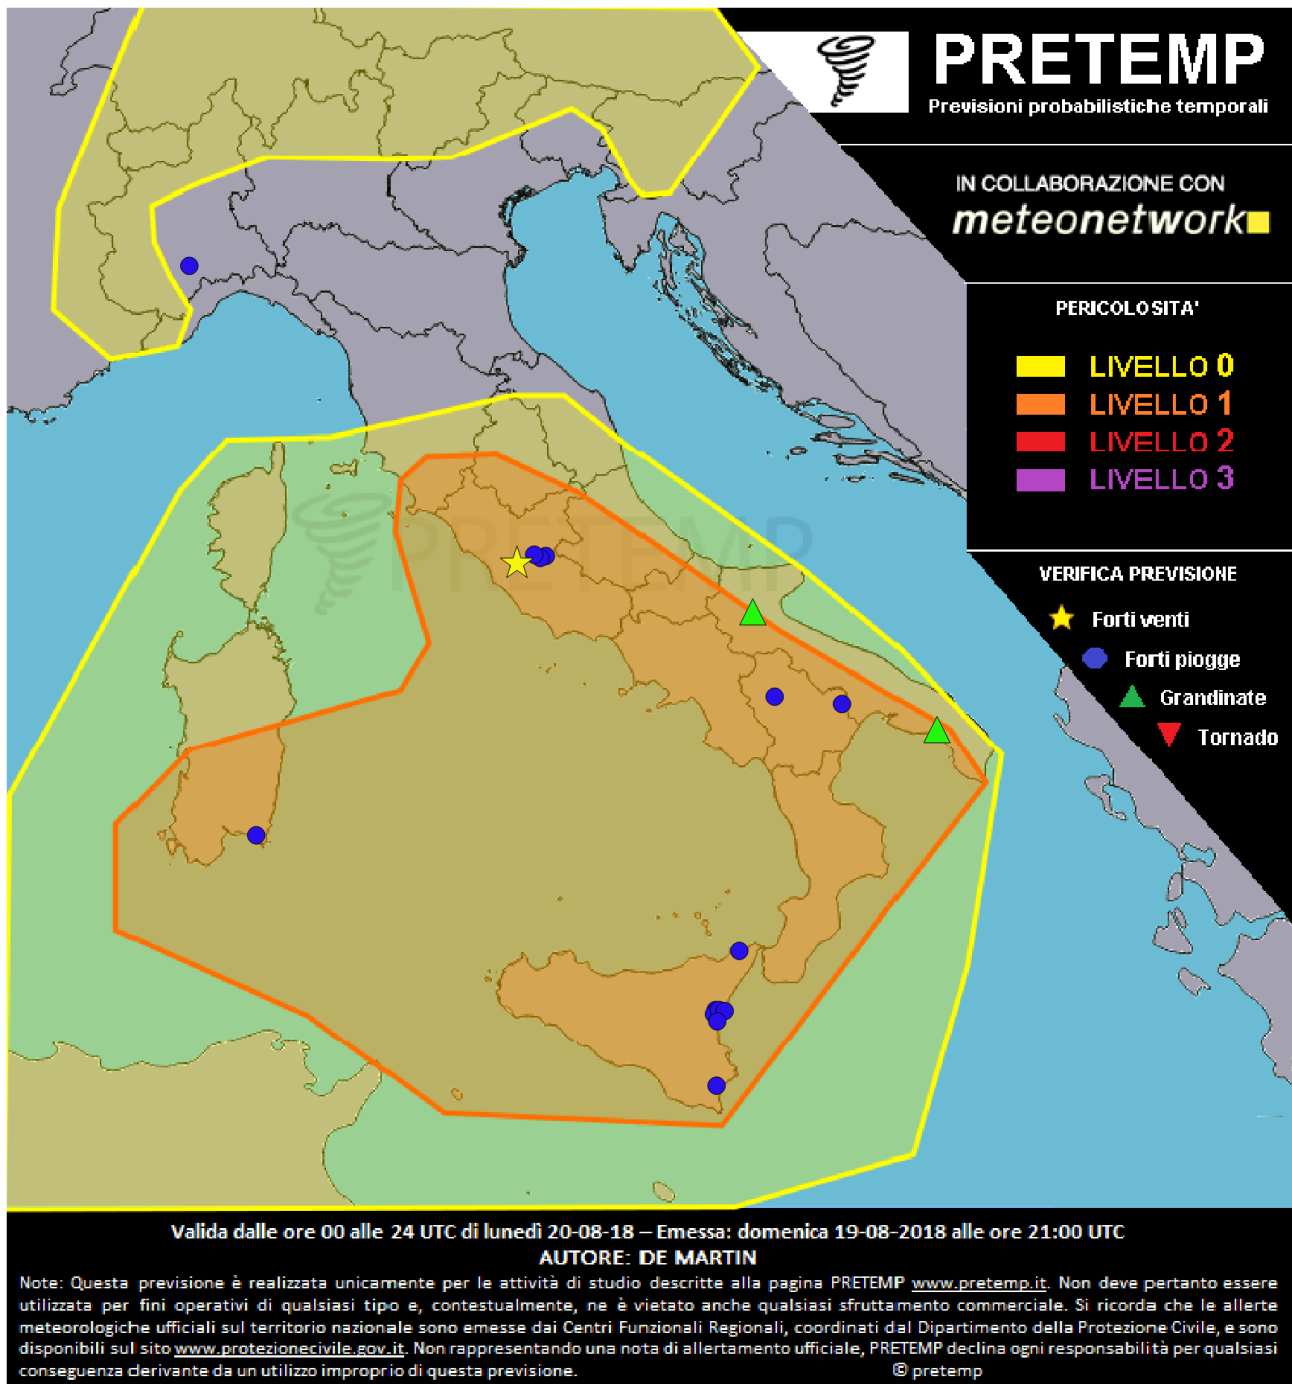 PRETEMP
Previsioni probabilistiche temporali
IN COLLABORAZIONE CON
meteonetwork
PERICOLOSITA'
LIVELLO 0
LIVELLO 1
LIVELLO 2
LIVELLO 3
PRETEMP
VERIFICA PREVISIONE
Forti venti
Forti piogge
Grandinate
Tornado
Valida dalle ore 00 alle 24 UTC di lunedì 20-08-18 – Emessa: domenica 19-08-2018 alle ore 21:00 UTC
AUTORE: DE MARTIN
Note: Questa previsione è realizzata unicamente per le attività di studio descritte alla pagina PRETEMP www.pretemp.it. Non deve pertanto essere
utilizzata per fini operativi di qualsiasi tipo e, contestualmente, ne è vietato anche qualsiasi sfruttamento commerciale. Si ricorda che le allerte
meteorologiche ufficiali sul territorio nazionale sono emesse dai Centri Funzionali Regionali, coordinati dal Dipartimento della Protezione Civile, e sono
disponibili sul sito www.protezionecivile.gov.it. Non rappresentando una nota di allertamento ufficiale, PRETEMP declina ogni responsabilità per qualsiasi
conseguenza derivante da un utilizzo improprio di questa previsione. © pretemp